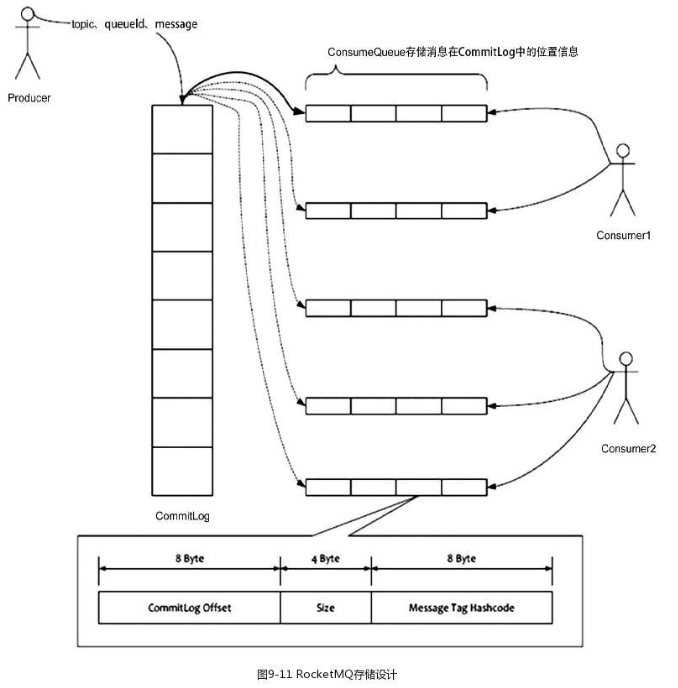 topic、queueId、message
Producer
ConsumeQueue存储消息在CommitLog中的位置信息
Consumer1
Consumer2
CommitLog
8 Byte
4 Byte
8 Byte
CommitLog Offset
Size
Message Tag Hashcode
图9-11 RocketMQ存储设计